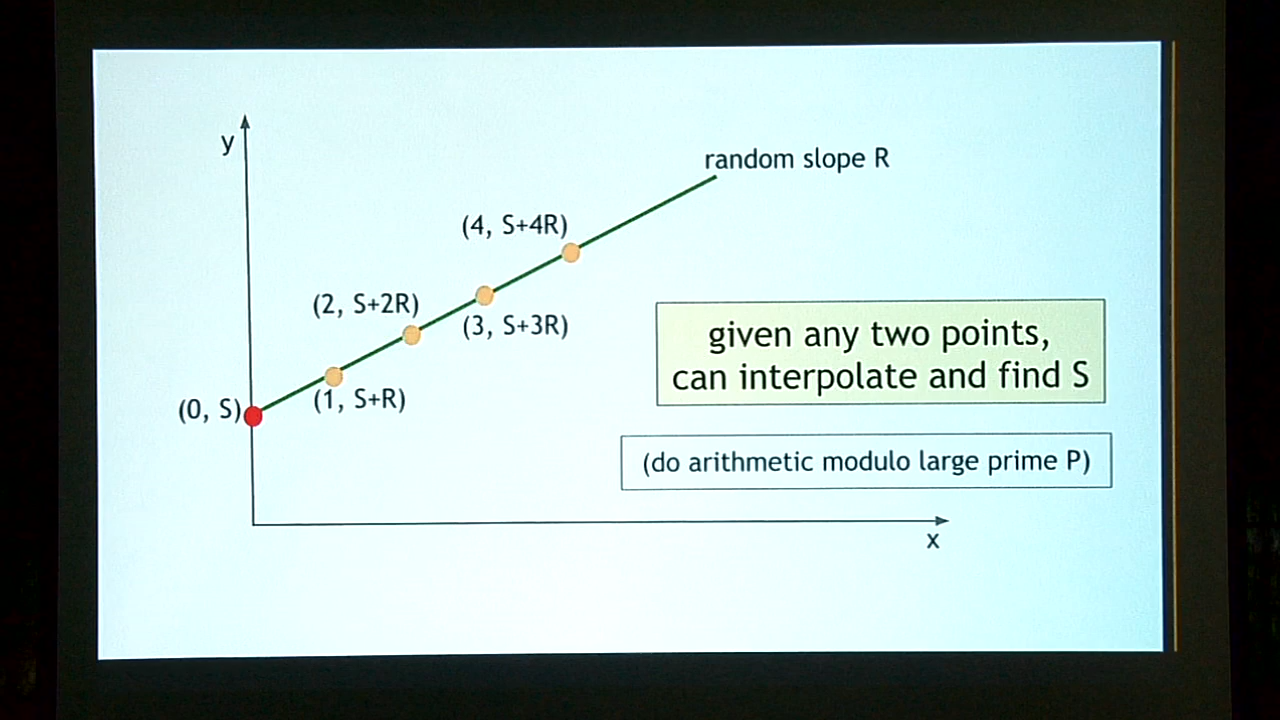 y
random slope R
(4, S+4R)
(2, S+2R)
(3, S+3R)
given any two points,
can interpolate and find S
(0, S)
(1, S+R)
(do arithmetic modulo large prime P)
x